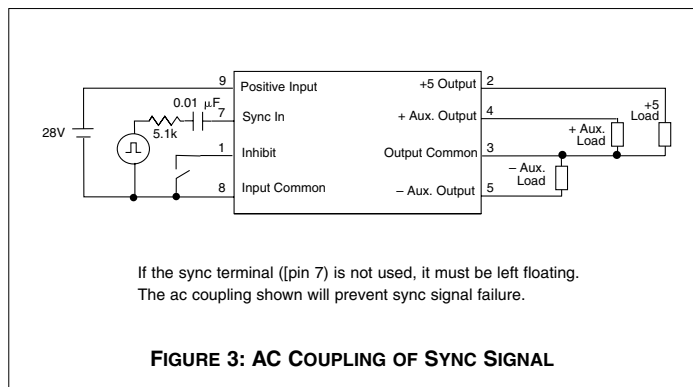 9
Positive Input
+5 Output
2
0.01 μF
7
Sync In
+ Aux. Output
4
+5
Load
5.1k
28V
+ Aux.
Load
1
Inhibit
Output Common
3
– Aux.
Load
8
Input Common
– Aux. Output
5
If the sync terminal ([pin 7) is not used, it must be left floating.
The ac coupling shown will prevent sync signal failure.
FIGURE 3: AC COUPLING OF SYNC SIGNAL